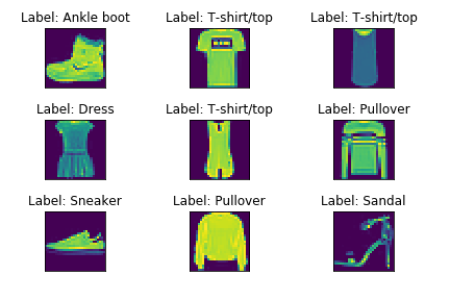 Label: Ankle boot
Label: T-shirt/top
Label: T-shirt/top
Label: Dress
Label: T-shirt/top
Label: Pullover
Label: Sneaker
Label: Pullover
Label: Sandal